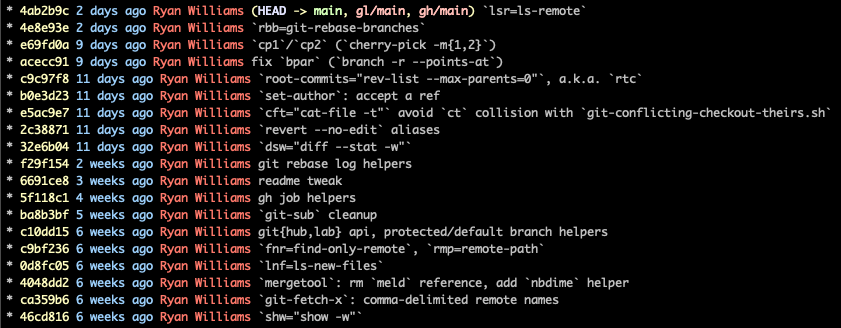 * 4ab2b9c 2 days ago Ryan Williams (HEAD -> main, gl/main, gh/main) `lsr=ls-remote`
* 4e8e93e 2 days ago Ryan Williams `rbb=git-rebase-branches`
* e69fd0a 9 days ago Ryan Williams `cp1`/`cp2` (`cherry-pick -m{1,2}`)
* acecc91 9 days ago Ryan Williams fix `bpar` (`branch -r --points-at`)
* c9c97f8 11 days ago Ryan Williams `root-commits="rev-list --max-parents=0"`, a.k.a. `rtc`
* b0e3d23 11 days ago Ryan Williams `set-author`: accept a ref
* e5ac9e7 11 days ago Ryan Williams `cft="cat-file -t"` avoid `ct` collision with `git-conflicting-checkout-theirs.sh`
* 2c38871 11 days ago Ryan Williams `revert --no-edit` aliases
* 32e6b04 11 days ago Ryan Williams `dsw="diff --stat -w"`
* f29f154 2 weeks ago Ryan Williams git rebase log helpers
* 6691ce8 3 weeks ago Ryan Williams readme tweak
* 5f118c1 4 weeks ago Ryan Williams gh job helpers
* ba8b3bf 5 weeks ago Ryan Williams `git-sub` cleanup
* c10dd15 6 weeks ago Ryan Williams git{hub,lab} api, protected/default branch helpers
* c9bf236 6 weeks ago Ryan Williams `fnr=find-only-remote`, `rmp=remote-path`
* 0d8fc05 6 weeks ago Ryan Williams `lnf=ls-new-files`
* 4048dd2 6 weeks ago Ryan Williams `mergetool`: rm `meld` reference, add `nbdime` helper
* ca359b6 6 weeks ago Ryan Williams `git-fetch-x`: comma-delimited remote names
* 46cd816 6 weeks ago Ryan Williams `shw="show -w"`